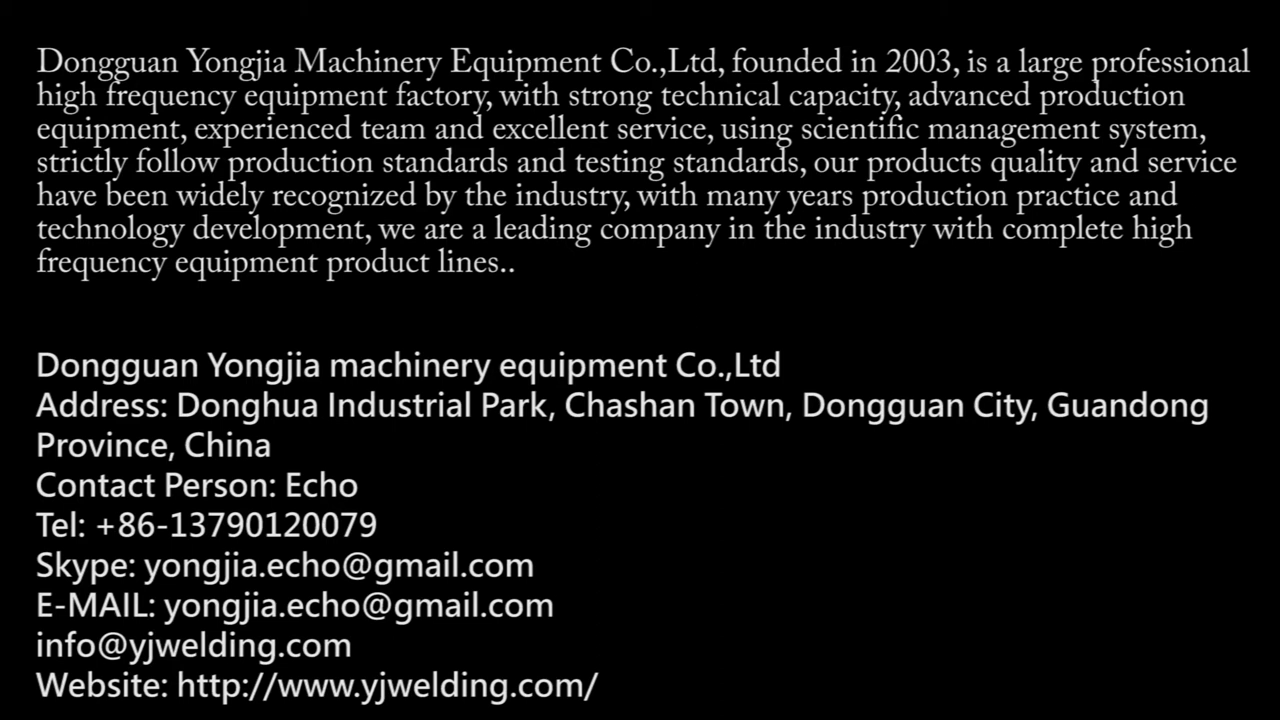 Dongguan Yongjia Machinery Equipment Co.,Ltd, founded in 2003, is a large professional
high frequency equipment factory, with strong technical capacity, advanced production
equipment, experienced team and excellent service, using scientific management system,
strictly follow production standards and testing standards, our products quality and service
have been widely recognized by the industry, with many years production practice and
technology development, we are a leading company in the industry with complete high
frequency equipment product lines..
Dongguan Yongjia machinery equipment Co.,Ltd
Address: Donghua Industrial Park, Chashan Town, Dongguan City, Guandong
Province, China
Contact Person: Echo
Tel: +86-13790120079
Skype: yongjia.echo@gmail.com
E-MAIL: yongjia.echo@gmail.com
info@yjwelding.com
Website: http://www.yjwelding.com/